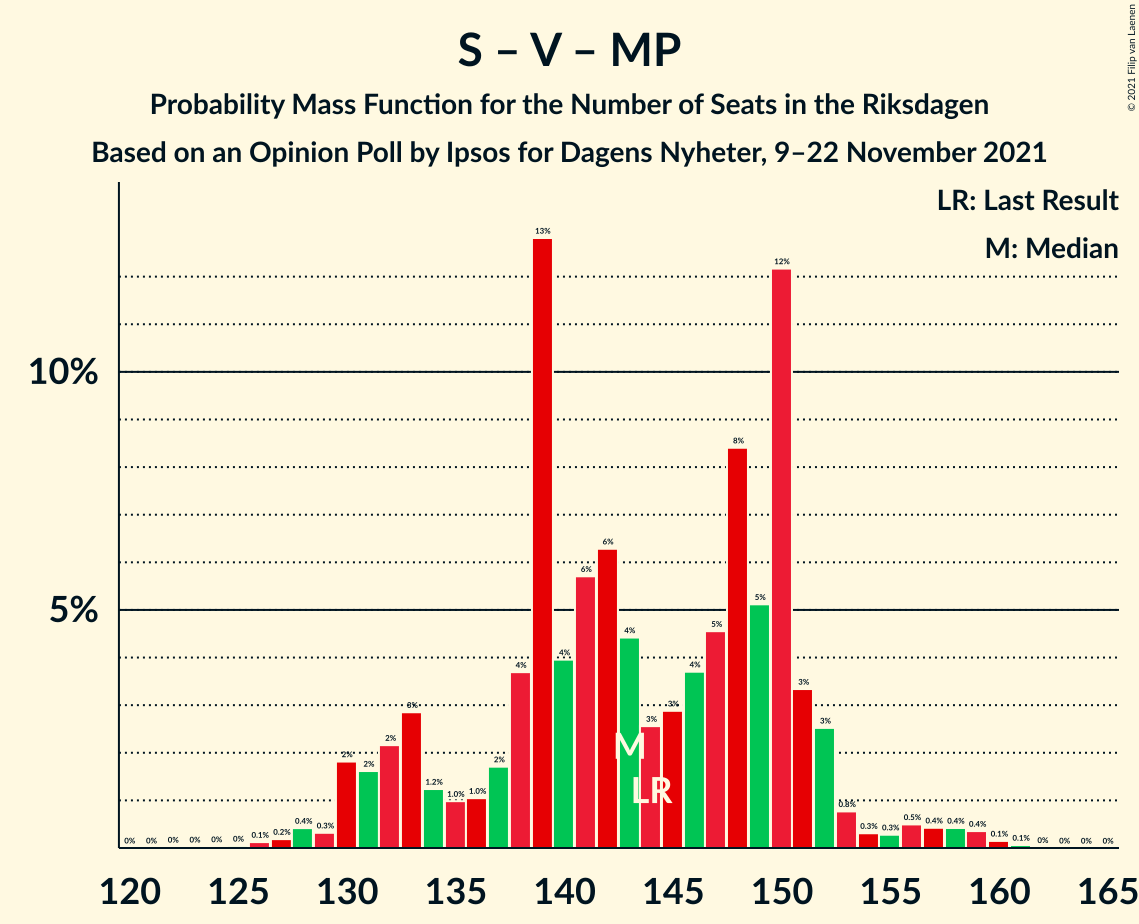 © 2021 Filip van Laenen
S – V – MP
Probability Mass Function for the Number of Seats in the Riksdagen
Based on an Opinion Poll by Ipsos for Dagens Nyheter, 9–22 November 2021
LR: Last Result
M: Median
10%
5%
0% 0% 0% 0% 0% 0% 0.1% 0.2% 0.4% 0.3% 2% 2% 2% 3% 1.2% 1.0% 1.0% 2% 4% 13% 4% 6% 6% 4% 3% 3% 4% 5% 8% 5% 12% 3% 3% 0.8% 0.3% 0.3% 0.5% 0.4% 0.4% 0.4% 0.1% 0.1% 0% 0% 0% 0%
M
LR
120 125 130 135 140 145 150 155 160 165